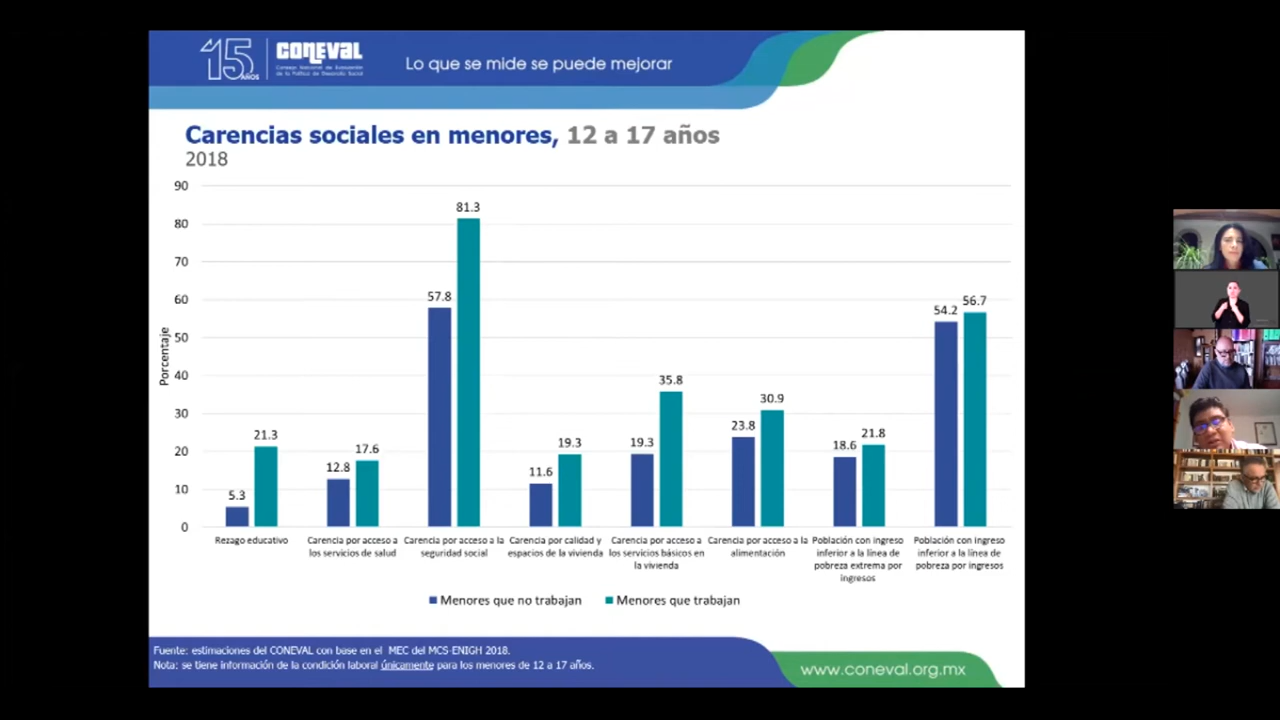 15 AÑOS
CONEVAL
Consejo Nacional de Evaluación
de la Política de Desarrollo Social
Lo que se mide se puede mejorar
Carencias sociales en menores, 12 a 17 años
2018
Porcentaje
90
80
70
60
50
40
30
20
10
0
5.3
21.3
12.8
17.6
57.8
81.3
11.6
19.3
19.3
35.8
23.8
30.9
18.6
21.8
54.2
56.7
Rezago educativo
Carencia por acceso a
los servicios de salud
Carencia por acceso a la
seguridad social
Carencia por calidad y
espacios de la vivienda
Carencia por acceso a
los servicios básicos en
la vivienda
Carencia por acceso a la
alimentación
Población con ingreso
inferior a la línea de
pobreza extrema por
ingresos
Población con ingreso
inferior a la línea de
pobreza por ingresos
Menores que no trabajan
Menores que trabajan
Fuente: estimaciones del CONEVAL con base en el MEC del MCS-ENIGH 2018.
Nota: se tiene información de la condición laboral únicamente para los menores de 12 a 17 años.
www.coneval.org.mx